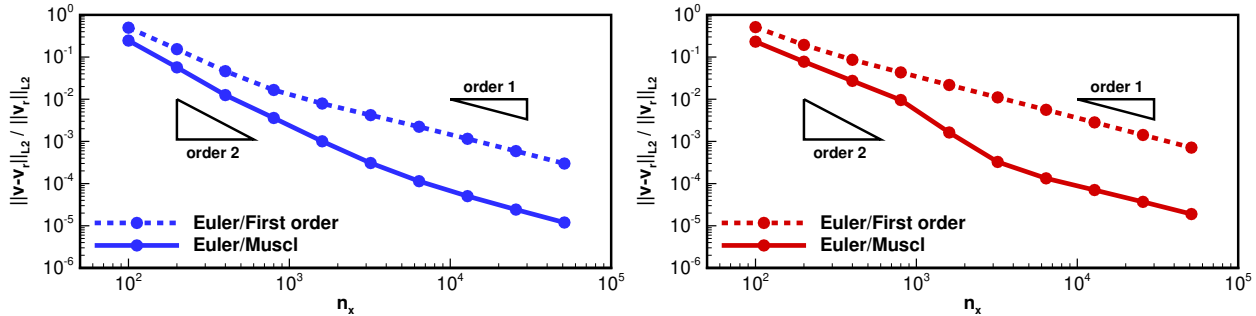 ||v-v_r||_L2 / ||v_r||_L2
10^0
10^-1
10^-2
10^-3
10^-4
10^-5
10^-6
order 1
order 2
Euler/First order
Euler/Muscl
10^2
10^3
10^4
10^5
n_x
||v-v_r||_L2 / ||v_r||_L2
10^0
10^-1
10^-2
10^-3
10^-4
10^-5
10^-6
order 1
order 2
Euler/First order
Euler/Muscl
10^2
10^3
10^4
10^5
n_x